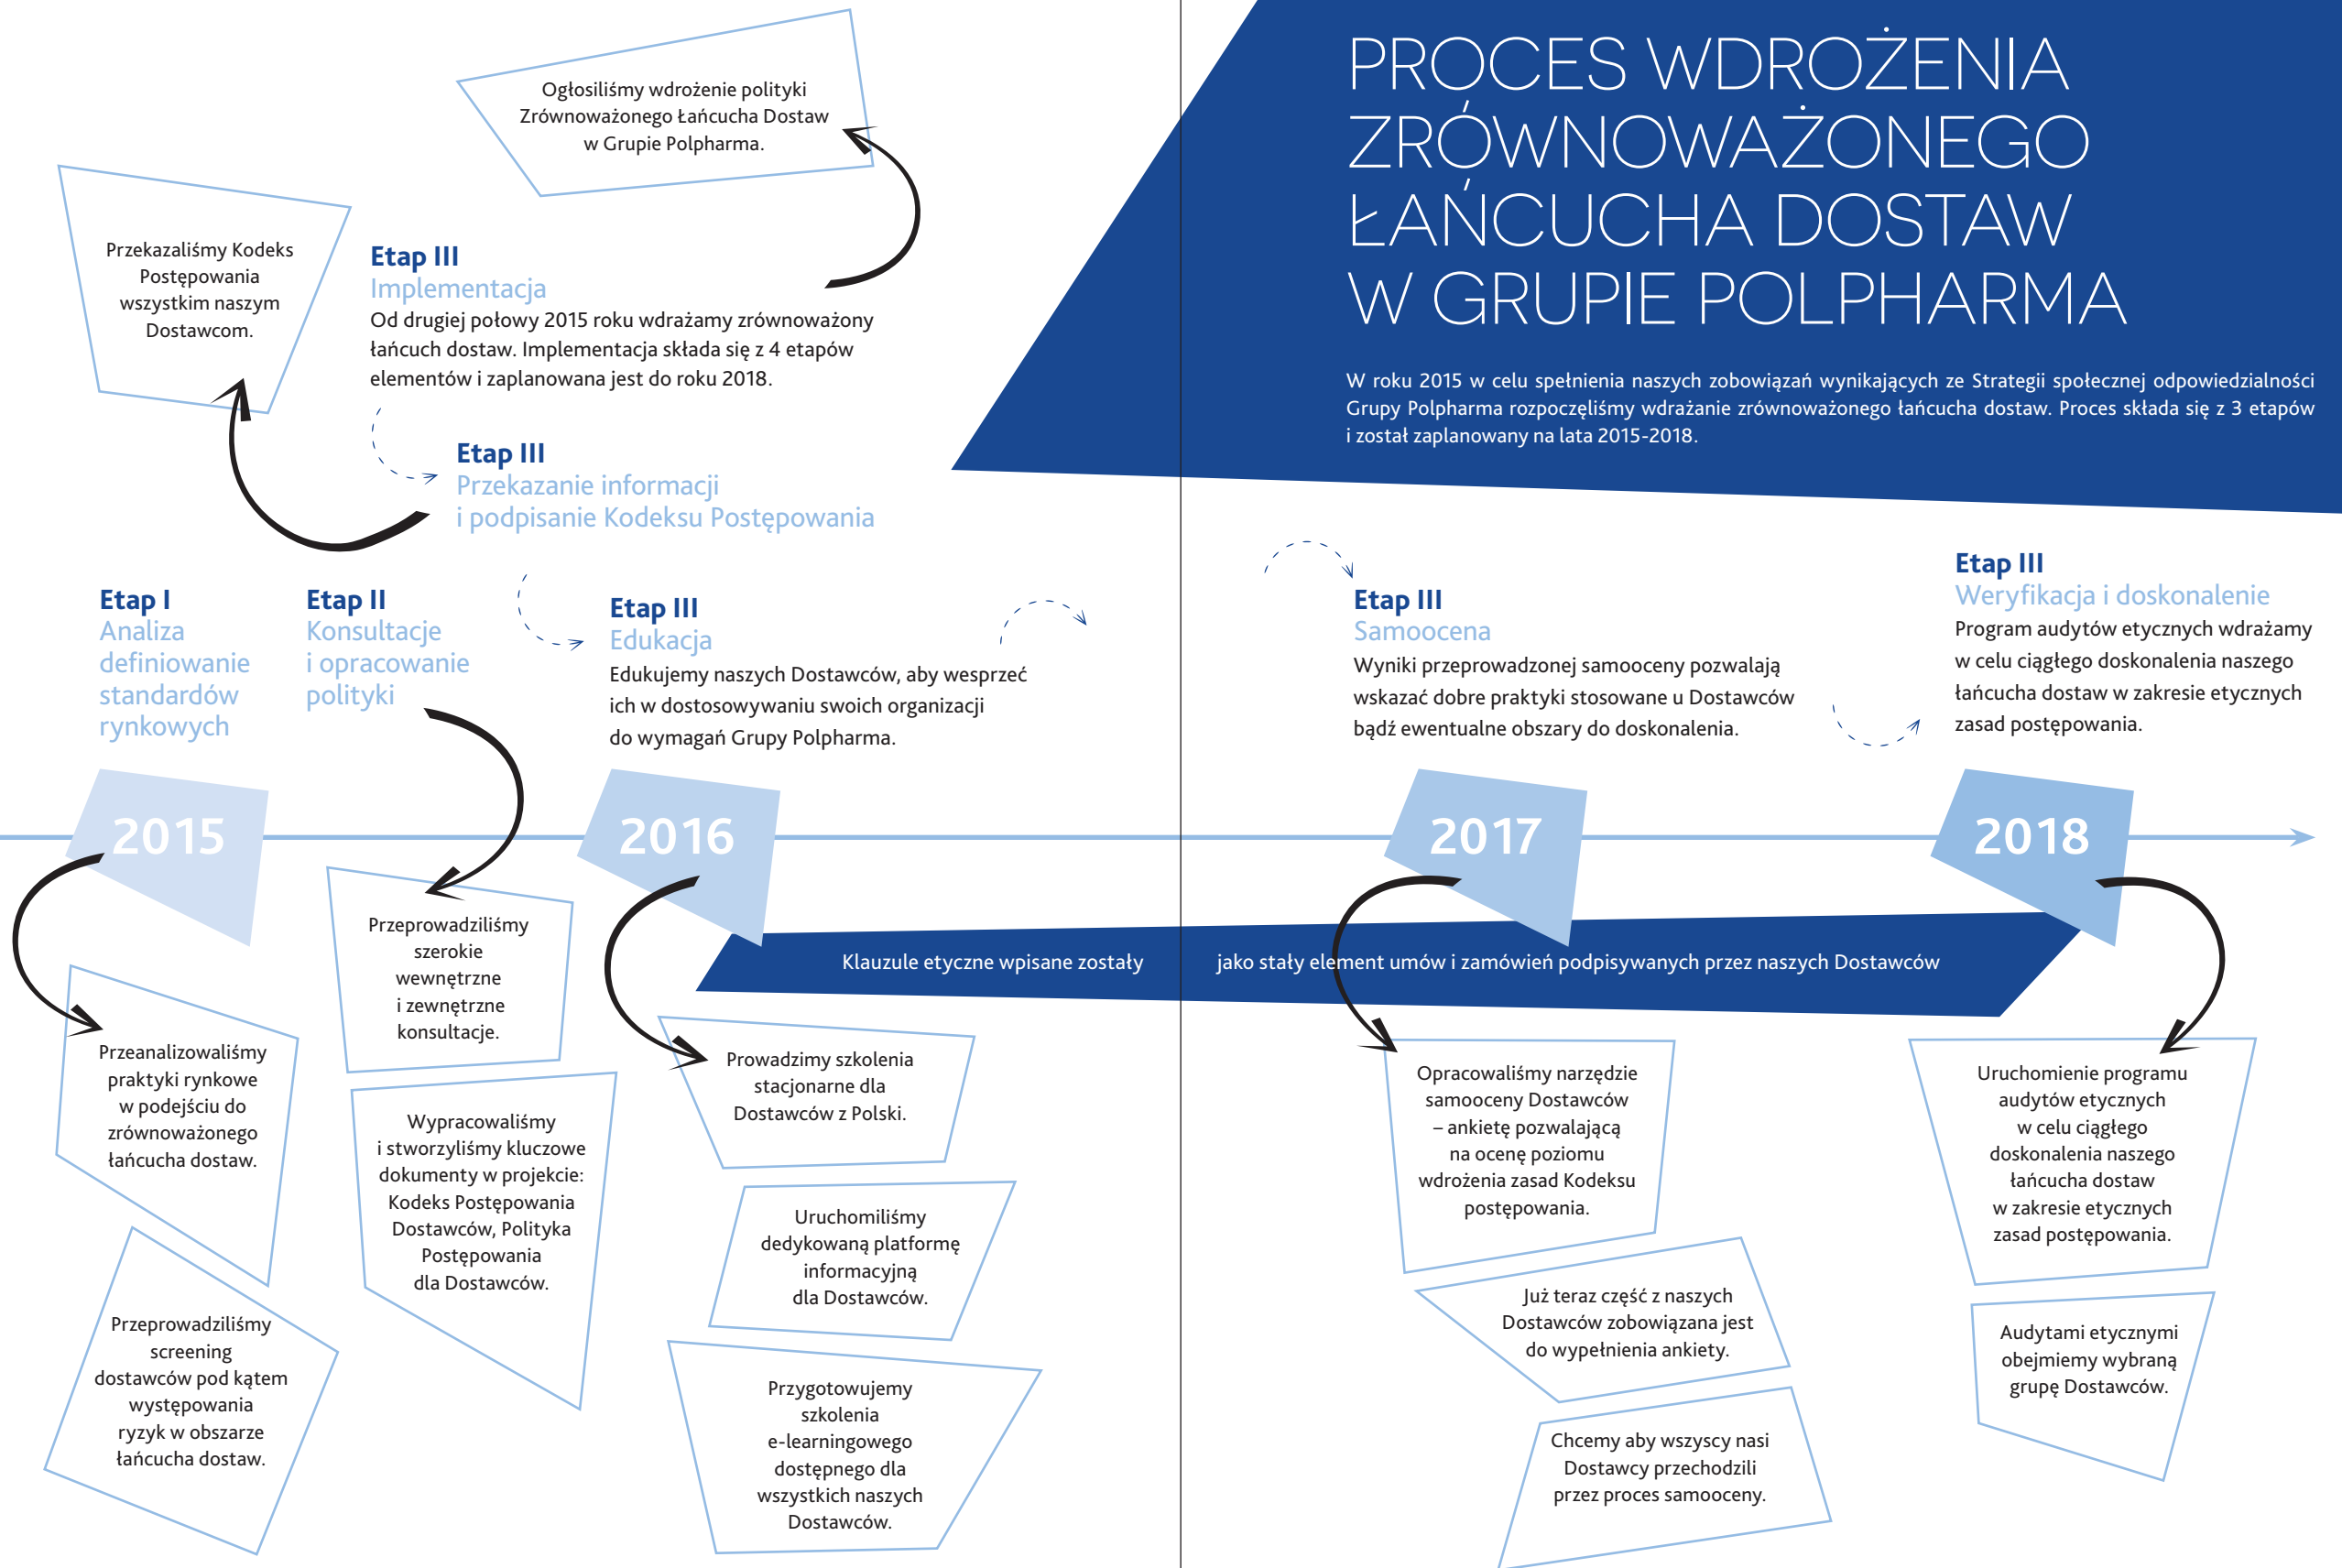 PROCES WDROŻENIA
ZRÓWNOWAŻONEGO
ŁAŃCUCHA DOSTAW
W GRUPIE POLPHARMA
W roku 2015 w celu spełnienia naszych zobowiązań wynikających ze Strategii społecznej odpowiedzialności
Grupy Polpharma rozpoczęliśmy wdrażanie zrównoważonego łańcucha dostaw. Proces składa się z 3 etapów
i został zaplanowany na lata 2015-2018.
Ogłosiliśmy wdrożenie polityki
Zrównoważonego Łańcucha Dostaw
w Grupie Polpharma.
Przekazaliśmy Kodeks
Postępowania
wszystkim naszym
Dostawcom.
Etap III
Implementacja
Od drugiej połowy 2015 roku wdrażamy zrównoważony
łańcuch dostaw. Implementacja składa się z 4 etapów
elementów i zaplanowana jest do roku 2018.
Etap III
Przekazanie informacji
i podpisanie Kodeksu Postępowania
Etap I
Analiza
definiowanie
standardów
rynkowych
Etap II
Konsultacje
i opracowanie
polityki
Etap III
Edukacja
Edukujemy naszych Dostawców, aby wesprzeć
ich w dostosowywaniu swoich organizacji
do wymagań Grupy Polpharma.
Etap III
Samoocena
Wyniki przeprowadzonej samooceny pozwalają
wskazać dobre praktyki stosowane u Dostawców
bądź ewentualne obszary do doskonalenia.
Etap III
Weryfikacja i doskonalenie
Program audytów etycznych wdrażamy
w celu ciągłego doskonalenia naszego
łańcucha dostaw w zakresie etycznych
zasad postępowania.
2015
2016
2017
2018
Klauzule etyczne wpisane zostały jako stały element umów i zamówień podpisywanych przez naszych Dostawców
Przeanalizowaliśmy
praktyki rynkowe
w podejściu do
zrównoważonego
łańcucha dostaw.
Przeprowadziliśmy
screening
dostawców pod kątem
występowania
ryzyk w obszarze
łańcucha dostaw.
Przeprowadziliśmy
szerokie
wewnętrzne
i zewnętrzne
konsultacje.
Wypracowaliśmy
i stworzyliśmy kluczowe
dokumenty w projekcie:
Kodeks Postępowania
Dostawców, Polityka
Postępowania
dla Dostawców.
Prowadzimy szkolenia
stacjonarne dla
Dostawców z Polski.
Uruchomiliśmy
dedykowaną platformę
informacyjną
dla Dostawców.
Przygotowujemy
szkolenia
e-learningowego
dostępnego dla
wszystkich naszych
Dostawców.
Opracowaliśmy narzędzie
samooceny Dostawców
– ankietę pozwalającą
na ocenę poziomu
wdrożenia zasad Kodeksu
postępowania.
Już teraz część z naszych
Dostawców zobowiązana jest
do wypełnienia ankiety.
Chcemy aby wszyscy nasi
Dostawcy przechodzili
przez proces samooceny.
Uruchomienie programu
audytów etycznych
w celu ciągłego
doskonalenia naszego
łańcucha dostaw
w zakresie etycznych
zasad postępowania.
Audytami etycznymi
obejmiemy wybraną
grupę Dostawców.